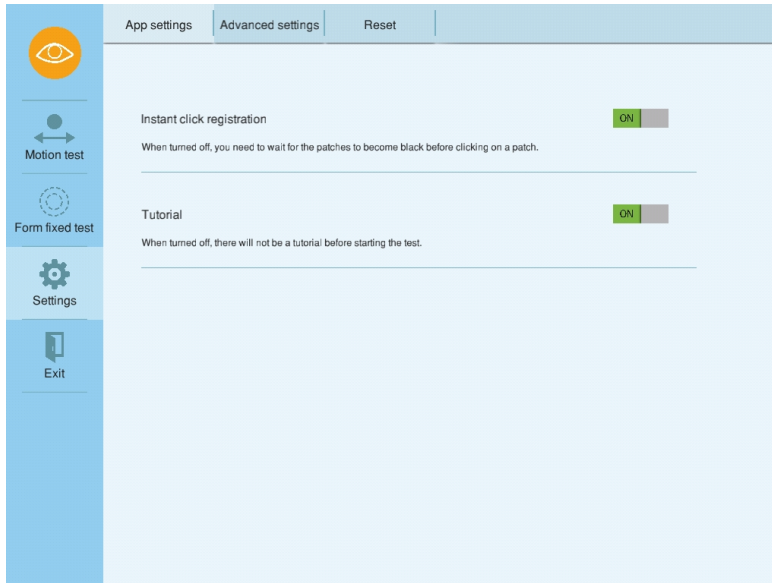 App settings
Advanced settings
Reset
Motion test
Form fixed test
Settings
Exit
Instant click registration
ON
When turned off, you need to wait for the patches to become black before clicking on a patch.
Tutorial
ON
When turned off, there will not be a tutorial before starting the test.